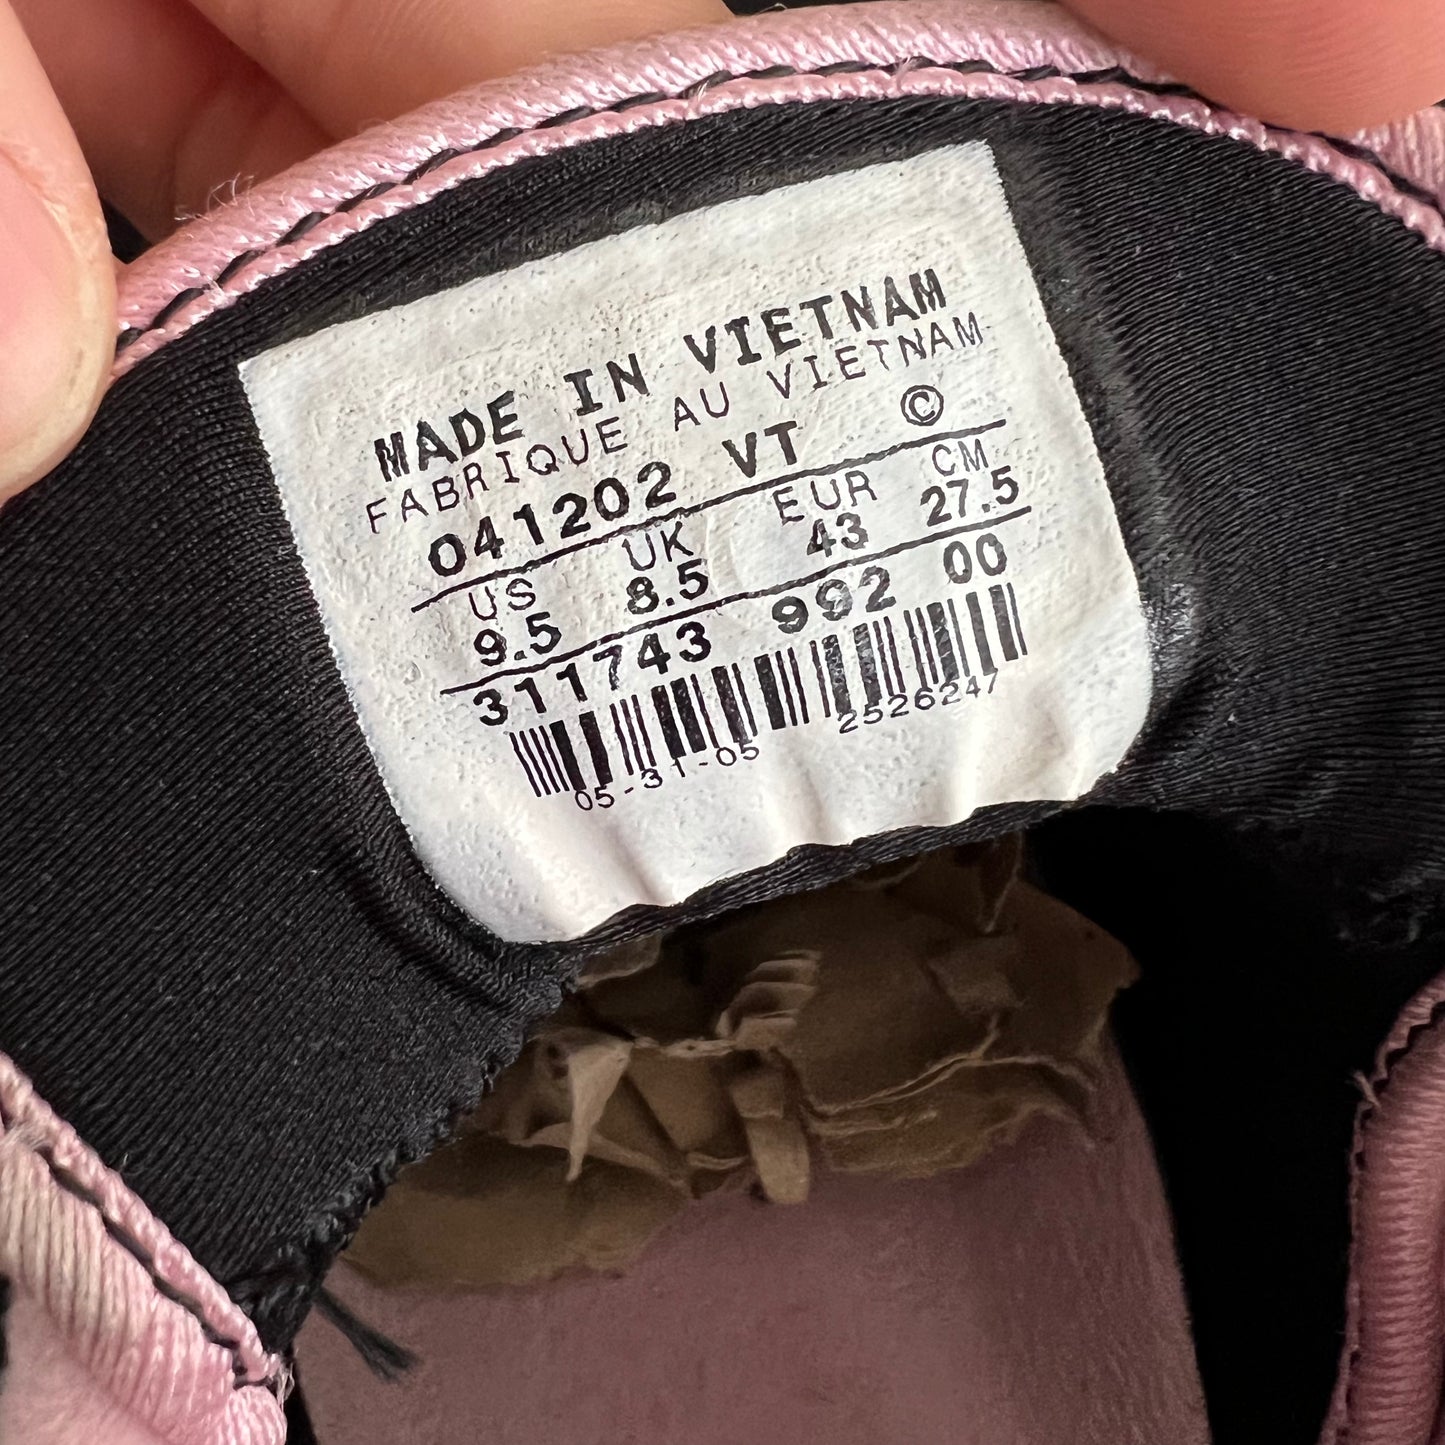 MADE IN VIETNAM
FABRIQUE AU VIETNAM
041202 VT ©
US UK EUR CM
9.5 8.5 43 27.5
311743 992 00
05-31-05 2526247